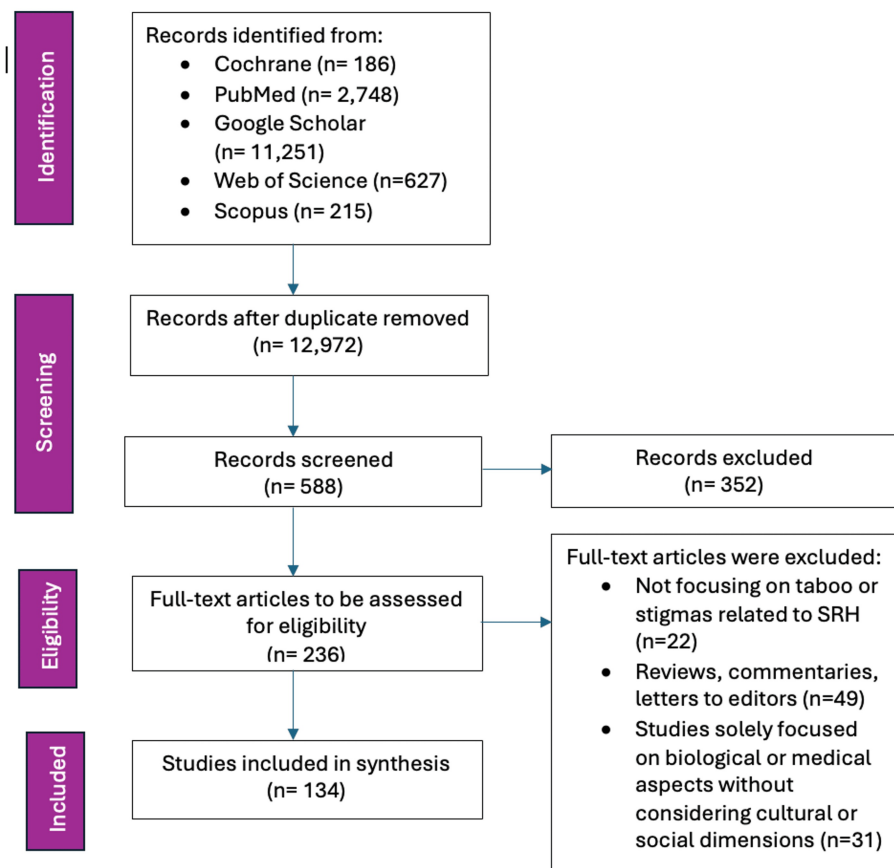 Identification
Records identified from:
• Cochrane (n= 186)
• PubMed (n= 2,748)
• Google Scholar
(n= 11,251)
• Web of Science (n=627)
• Scopus (n= 215)
Screening
Records after duplicate removed
(n= 12,972)
Records screened
(n= 588)
Records excluded
(n= 352)
Eligibility
Full-text articles to be assessed
for eligibility
(n= 236)
Full-text articles were excluded:
• Not focusing on taboo or
stigmas related to SRH
(n=22)
• Reviews, commentaries,
letters to editors (n=49)
• Studies solely focused
on biological or medical
aspects without
considering cultural or
social dimensions (n=31)
Included
Studies included in synthesis
(n= 134)